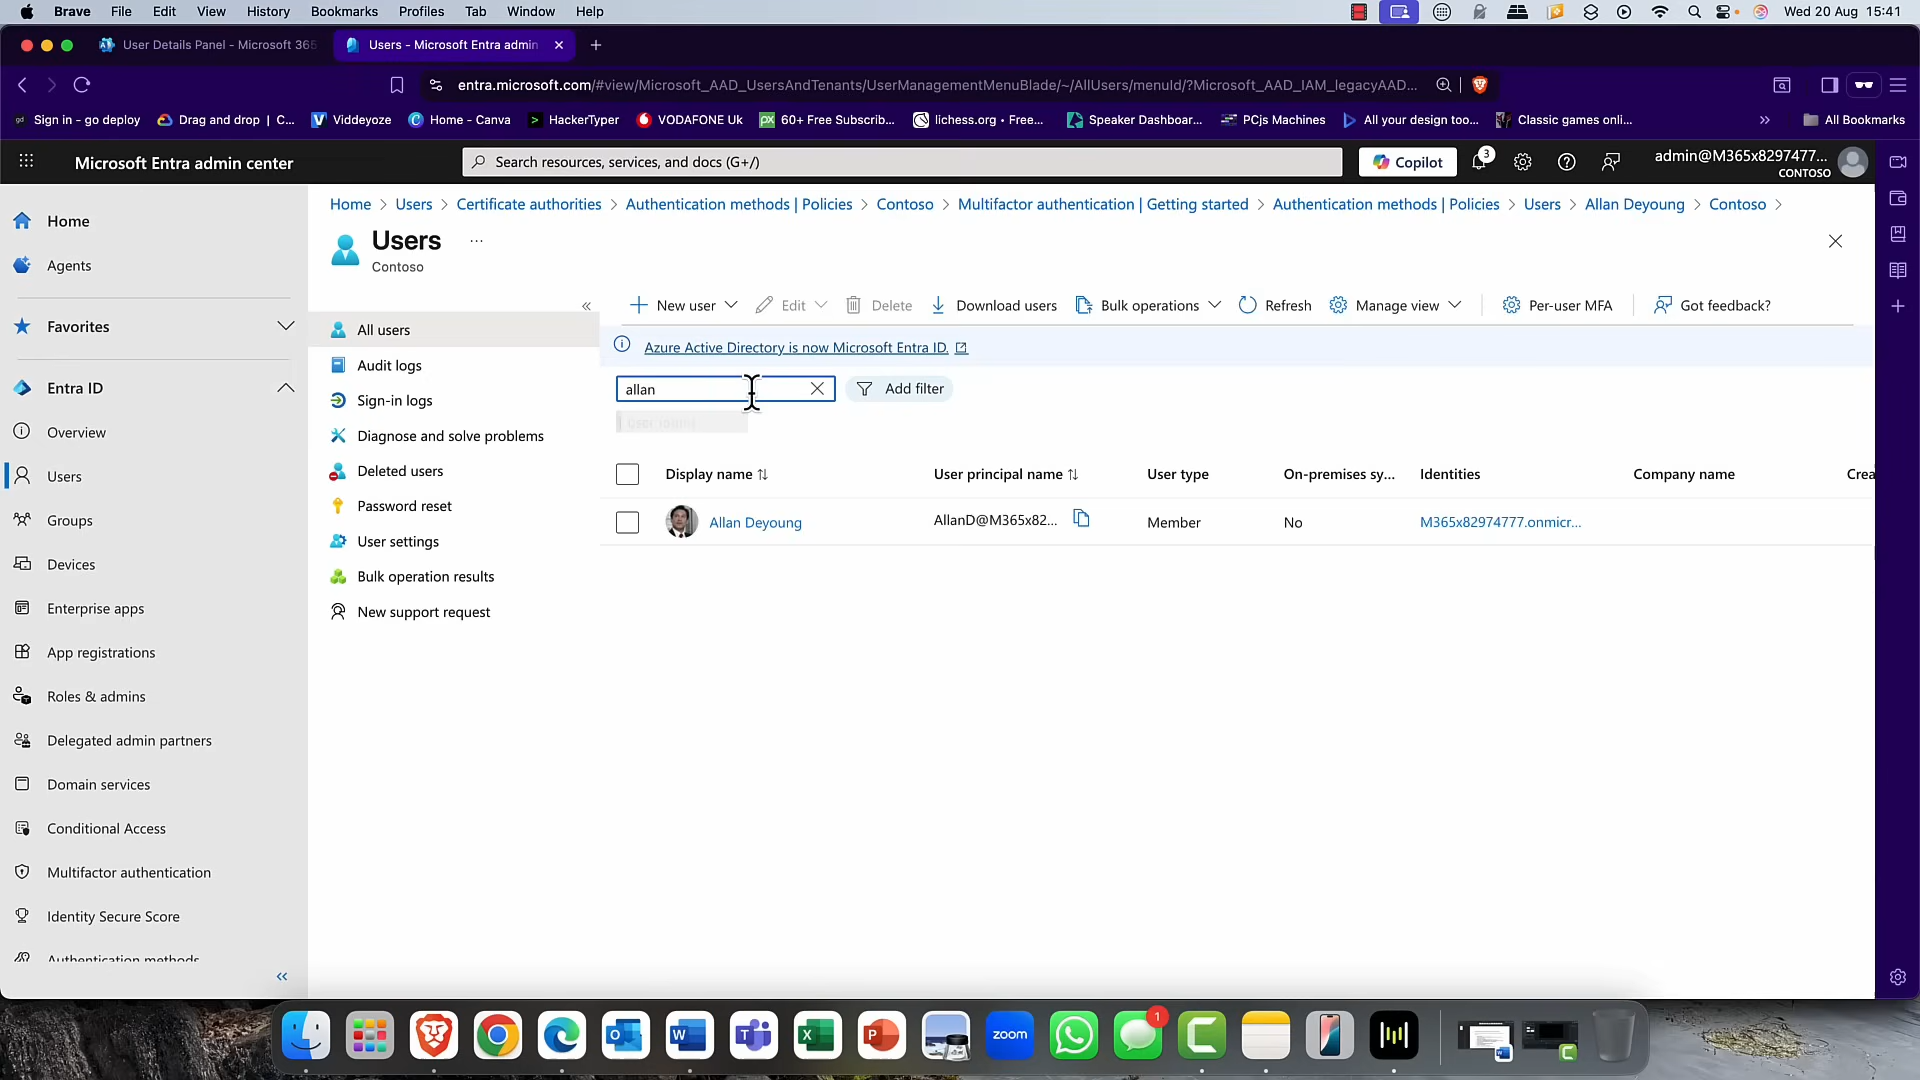 Brave File Edit View History Bookmarks Profiles Tab Window Help Wed 20 Aug 15:41
User Details Panel - Microsoft 365 Users - Microsoft Entra admin
entra.microsoft.com/#view/Microsoft_AAD_UsersAndTenants/UserManagementMenuBlade/~/AllUsers/menuId/?Microsoft_AAD_IAM_legacyAAD...
Sign in - go deploy Drag and drop | C... Viddeyoze Home - Canva HackerTyper VODAFONE Uk 60+ Free Subscrib... lichess.org • Free... Speaker Dashboar... PCjs Machines All your design too... Classic games onli... All Bookmarks
Microsoft Entra admin center Search resources, services, and docs (G+/) Copilot 3 admin@M365x8297477...
CONTOSO
Home > Users > Certificate authorities > Authentication methods | Policies > Contoso > Multifactor authentication | Getting started > Authentication methods | Policies > Users > Allan Deyoung > Contoso >
Users ...
Contoso
Home
Agents
Favorites
Entra ID
Overview
Users
Groups
Devices
Enterprise apps
App registrations
Roles & admins
Delegated admin partners
Domain services
Conditional Access
Multifactor authentication
Identity Secure Score
Authentication methods
All users
Audit logs
Sign-in logs
Diagnose and solve problems
Deleted users
Password reset
User settings
Bulk operation results
New support request
New user Edit Delete Download users Bulk operations Refresh Manage view Per-user MFA Got feedback?
Azure Active Directory is now Microsoft Entra ID.
allan Add filter
Display name User principal name User type On-premises sy... Identities Company name Crea
Allan Deyoung AllanD@M365x82... Member No M365x82974777.onmicr...
zoom
1